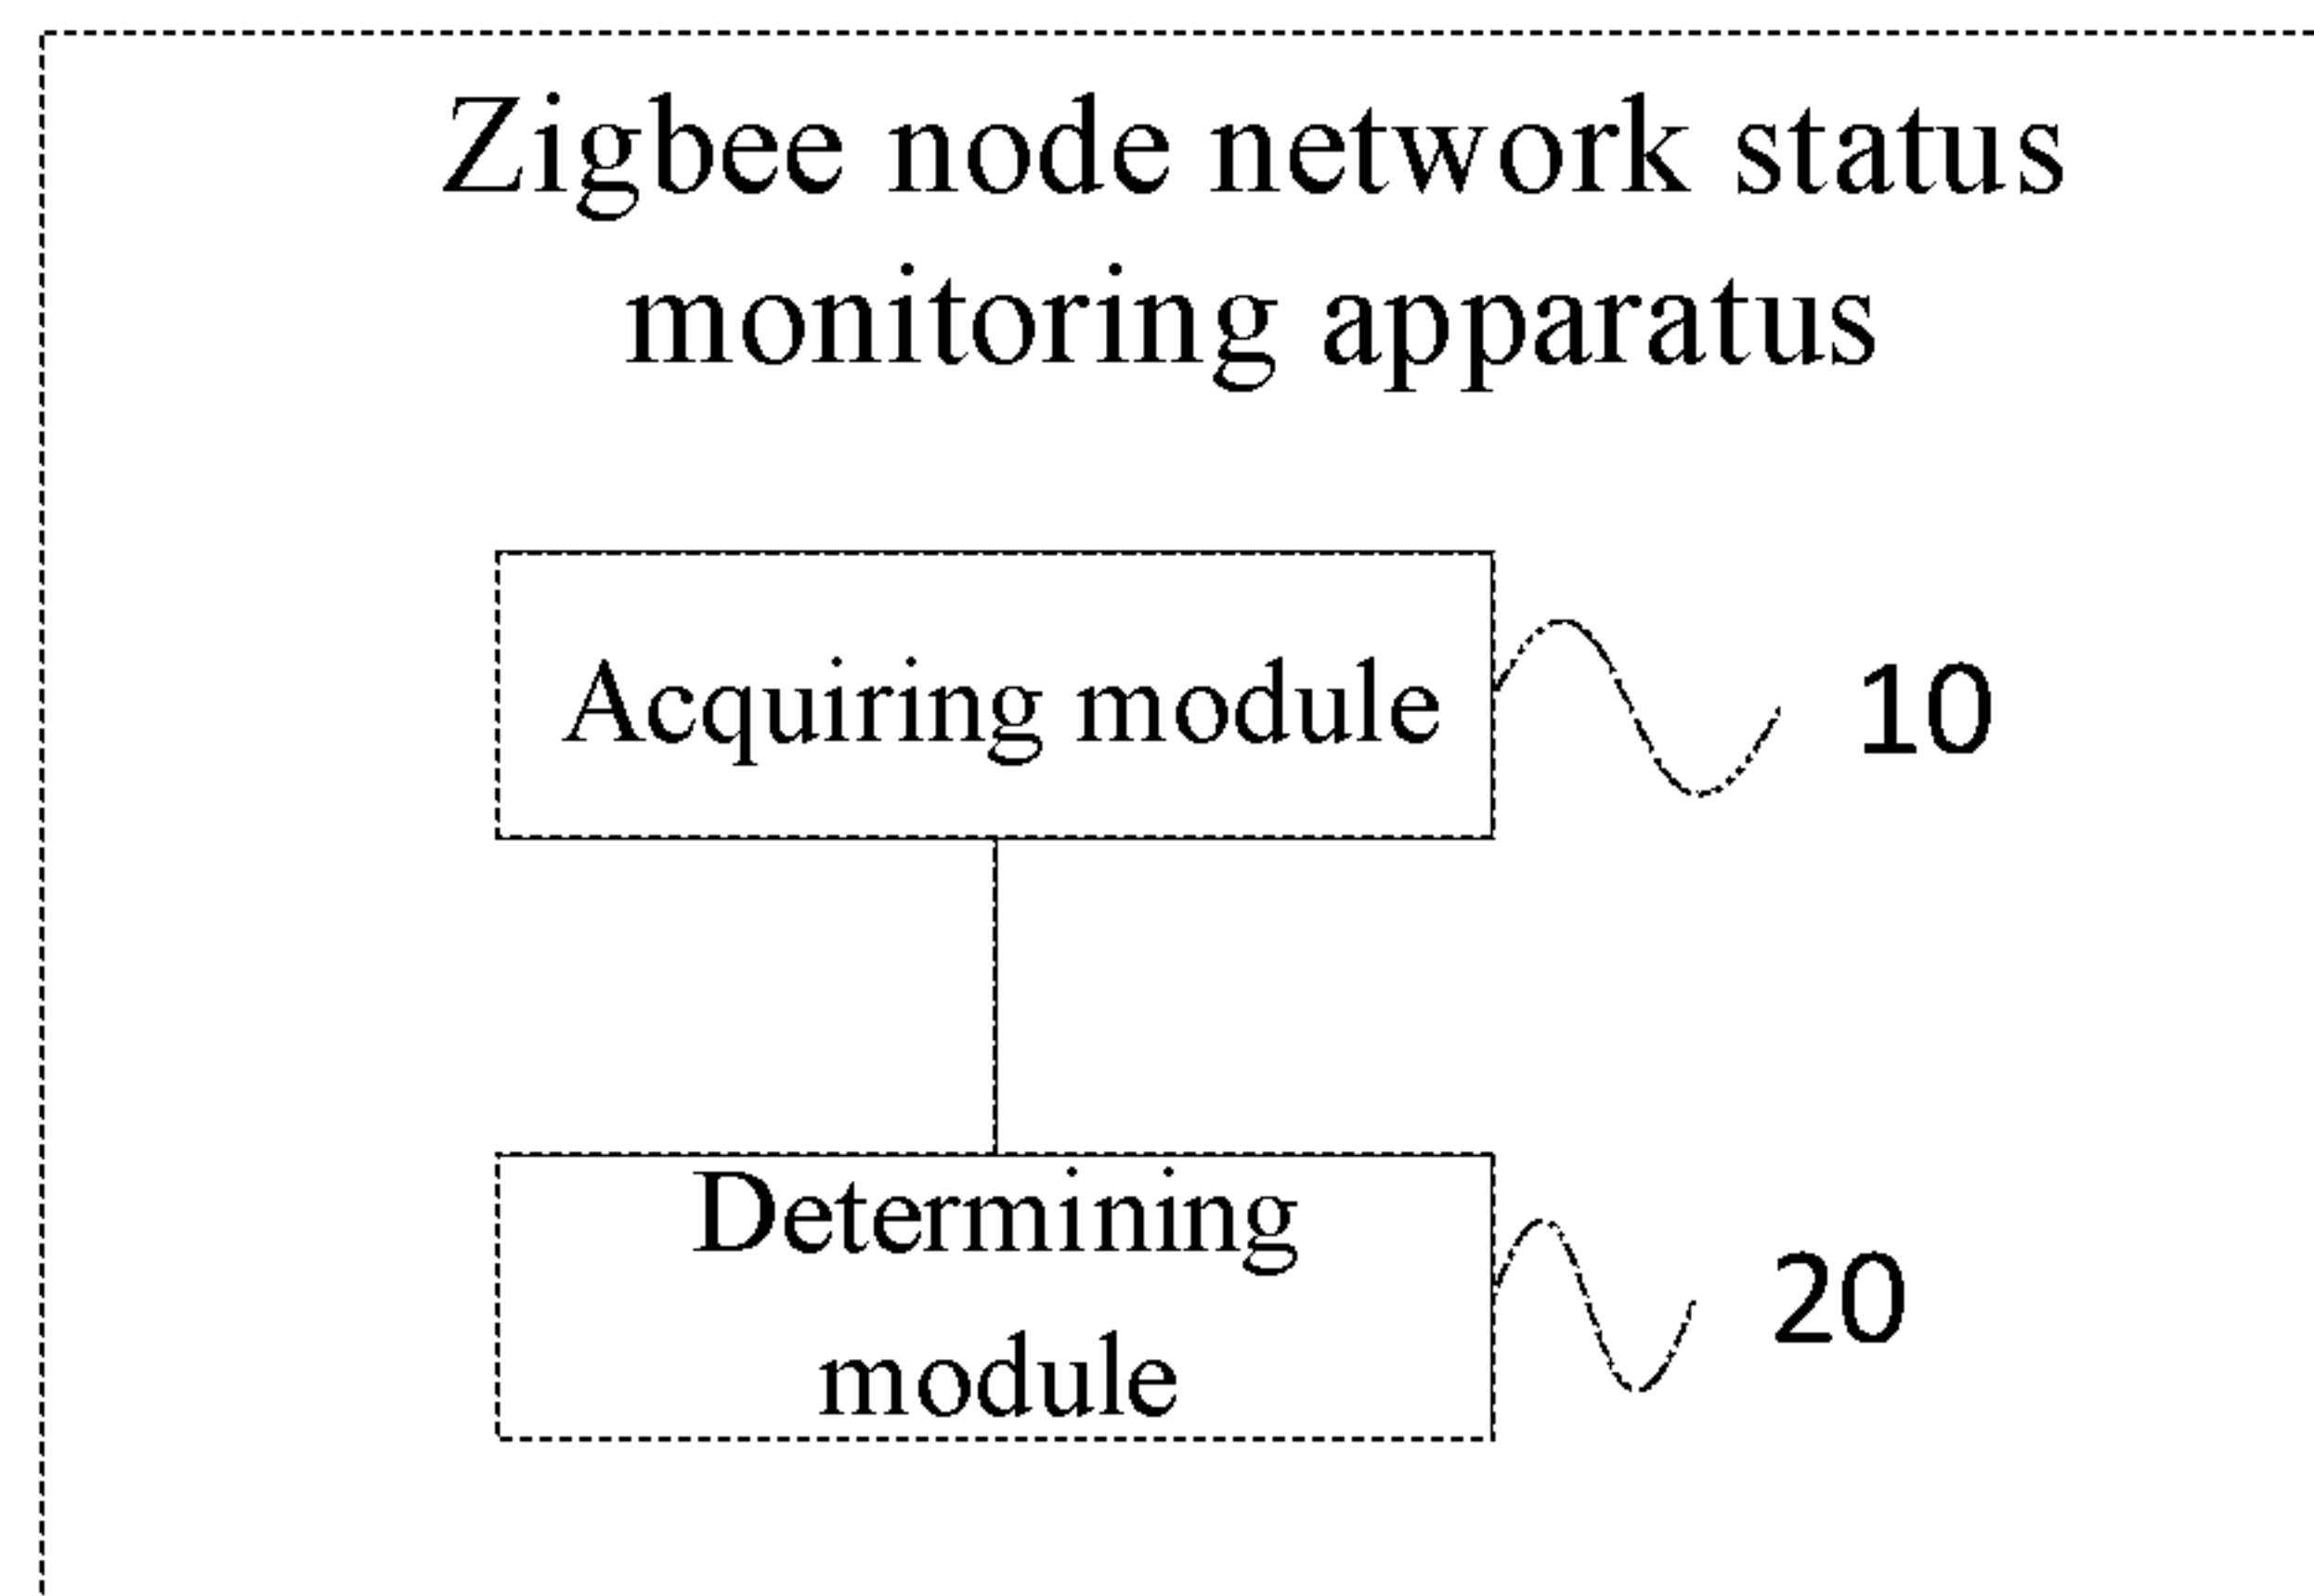 Zigbee node network status
monitoring apparatus
Acquiring module
10
Determining
module
20